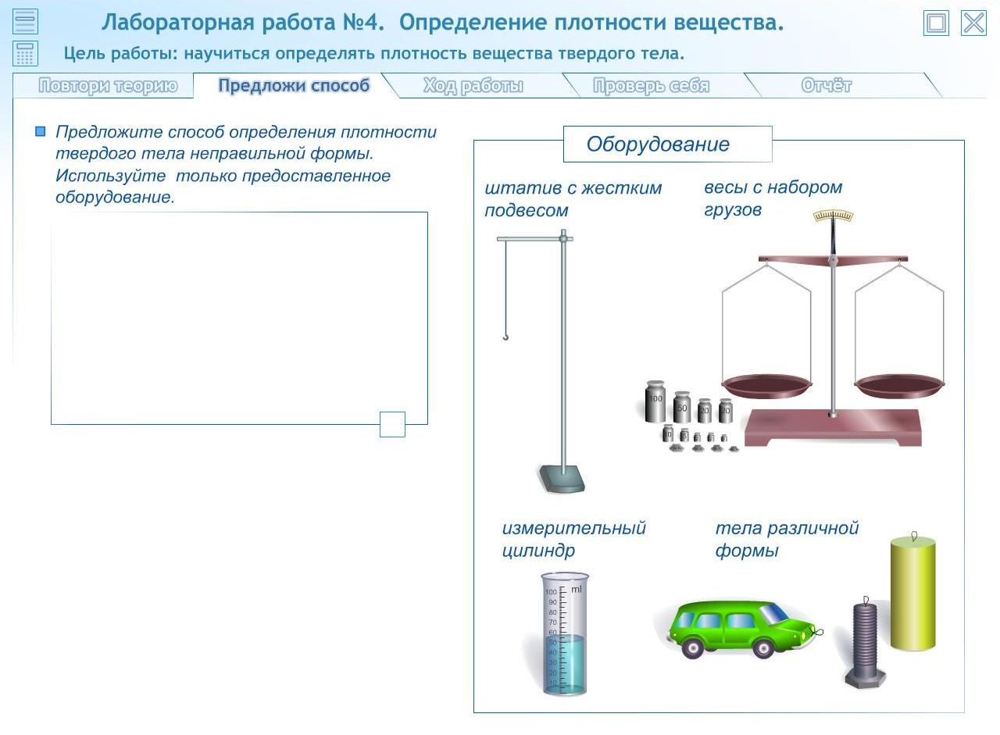 Лабораторная работа №4. Определение плотности вещества.
Цель работы: научиться определять плотность вещества твердого тела.
Повтори теорию
Предложи способ
Ход работы
Проверь себя
Отчёт
Предложите способ определения плотности
твердого тела неправильной формы.
Используйте только предоставленное
оборудование.
Оборудование
штатив с жестким
подвесом
весы с набором
грузов
100
50
20
20
измерительный
цилиндр
ml
100
90
80
70
60
50
40
30
20
10
тела различной
формы